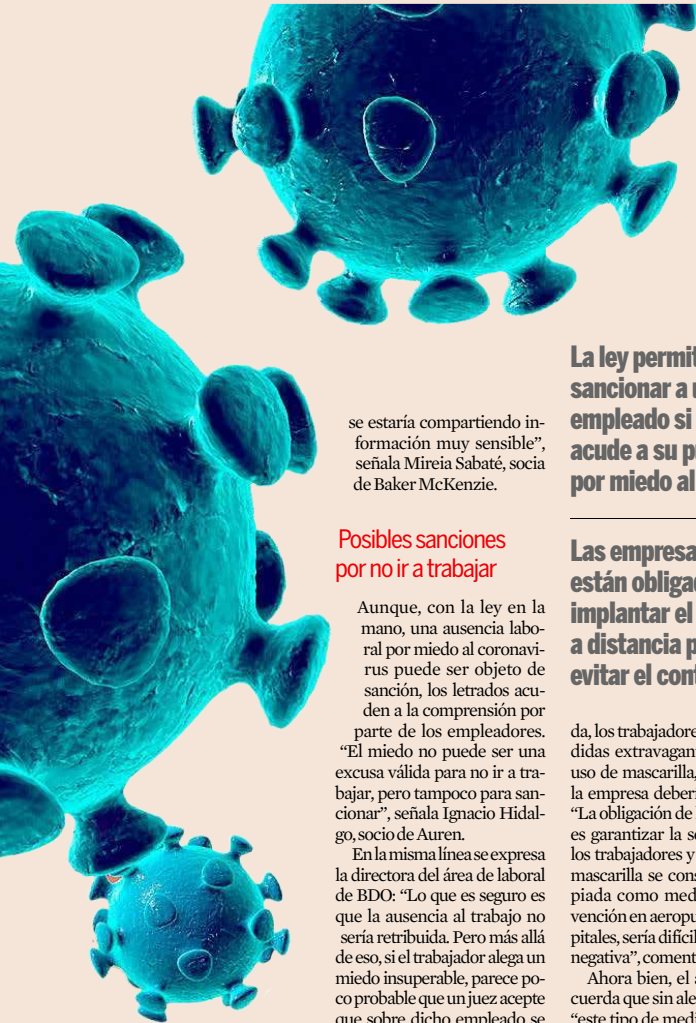 se estaría compartiendo in-
formación muy sensible”,
señala Mireia Sabaté, socia
de Baker McKenzie.
Posibles sanciones
por no ir a trabajar
Aunque, con la ley en la
mano, una ausencia labo-
ral por miedo al coronavi-
rus puede ser objeto de
sanción, los letrados acu-
den a la comprensión por
parte de los empleadores.
“El miedo no puede ser una
excusa válida para no ir a tra-
bajar, pero tampoco para san-
cionar”, señala Ignacio Hidal-
go, socio de Auren.
En la misma línea se expresa
la directora del área de laboral
de BDO: “Lo que es seguro es
que la ausencia al trabajo no
sería retribuida. Pero más allá
de eso, si el trabajador alega un
miedo insuperable, parece po-
co probable que un juez acepte
que sobre dicho empleado se
La ley permit
sancionar a
empleado si
acude a su
por miedo al
Las empresa
están obliga
implantar el
a distancia
evitar el cont
da, los trabajadore
didas extravagan
uso de mascarilla,
la empresa deber
“La obligación de
es garantizar la
los trabajadores y
mascarilla se cons
piada como med
vención en aeropu
pitales, sería difícil
negativa”, coment
Ahora bien, el
cuerda que sin ale
“este tipo de med